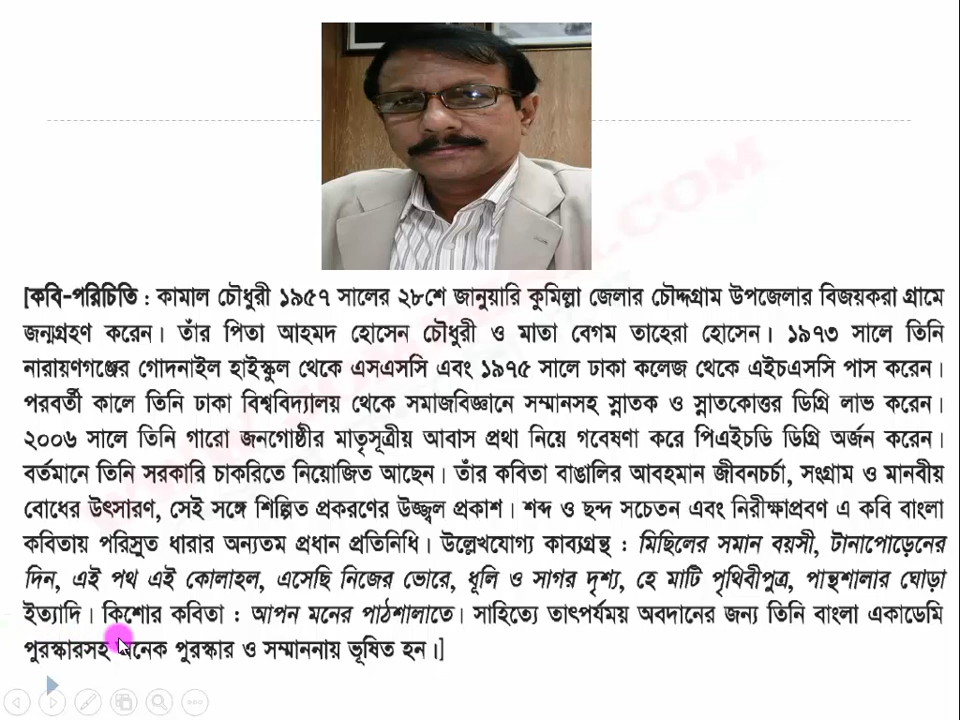 [কবি-পরিচিতি : কামাল চৌধুরী ১৯৫৭ সালের ২৮শে জানুয়ারি কুমিল্লা জেলার চৌদ্দগ্রাম উপজেলার বিজয়করা গ্রামে
জন্মগ্রহণ করেন। তাঁর পিতা আহমদ হোসেন চৌধুরী ও মাতা বেগম তাহেরা হোসেন। ১৯৭৩ সালে তিনি
নারায়ণগঞ্জের গোদনাইল হাইস্কুল থেকে এসএসসি এবং ১৯৭৫ সালে ঢাকা কলেজ থেকে এইচএসসি পাস করেন।
পরবর্তী কালে তিনি ঢাকা বিশ্ববিদ্যালয় থেকে সমাজবিজ্ঞানে সম্মানসহ স্নাতক ও স্নাতকোত্তর ডিগ্রি লাভ করেন।
২০০৬ সালে তিনি গারো জনগোষ্ঠীর মাতৃসূত্রীয় আবাস প্রথা নিয়ে গবেষণা করে পিএইচডি ডিগ্রি অর্জন করেন।
বর্তমানে তিনি সরকারি চাকরিতে নিয়োজিত আছেন। তাঁর কবিতা বাঙালির আবহমান জীবনচর্চা, সংগ্রাম ও মানবীয়
বোধের উৎসারণ, সেই সঙ্গে শিল্পিত প্রকরণের উজ্জ্বল প্রকাশ। শব্দ ও ছন্দ সচেতন এবং নিরীক্ষাপ্রবণ এ কবি বাংলা
কবিতায় পরিস্রুত ধারার অন্যতম প্রধান প্রতিনিধি। উল্লেখযোগ্য কাব্যগ্রন্থ : মিছিলের সমান বয়সী, টানাপোড়েনের
দিন, এই পথ এই কোলাহল, এসেছি নিজের ভোরে, ধূলি ও সাগর দৃশ্য, হে মাটি পৃথিবীপুত্র, পান্থশালার ঘোড়া
ইত্যাদি। কিশোর কবিতা : আপন মনের পাঠশালাতে। সাহিত্যে তাৎপর্যময় অবদানের জন্য তিনি বাংলা একাডেমি
পুরস্কারসহ অনেক পুরস্কার ও সম্মাননায় ভূষিত হন।]